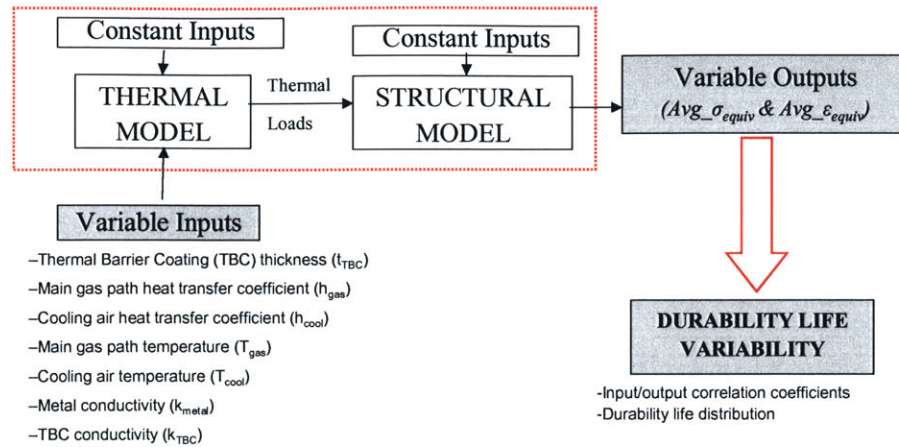 Constant Inputs
Constant Inputs
THERMAL
MODEL
Thermal
Loads
STRUCTURAL
MODEL
Variable Outputs
(Avg_σequiv & Avg_εequiv)
Variable Inputs
–Thermal Barrier Coating (TBC) thickness (tTBC)
–Main gas path heat transfer coefficient (hgas)
–Cooling air heat transfer coefficient (hcool)
–Main gas path temperature (Tgas)
–Cooling air temperature (Tcool)
–Metal conductivity (kmetal)
–TBC conductivity (kTBC)
DURABILITY LIFE
VARIABILITY
-Input/output correlation coefficients
-Durability life distribution